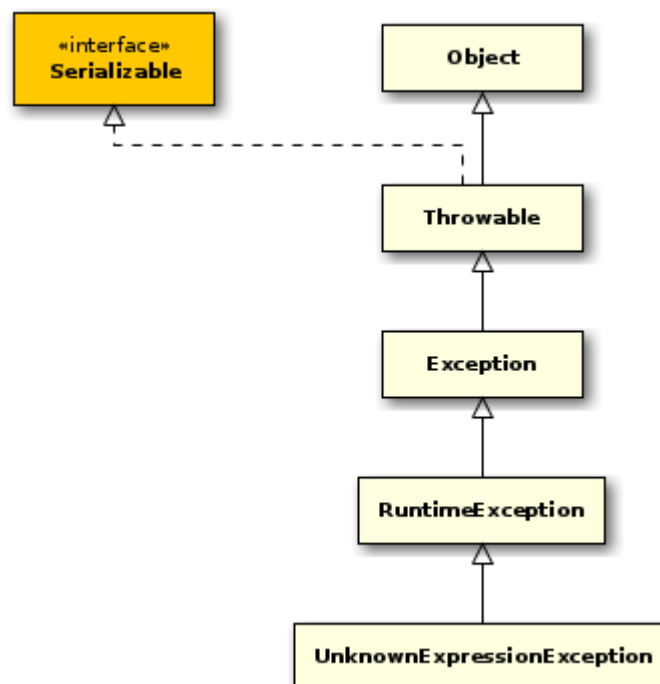 «interface»
Serializable
Object
Throwable
Exception
RuntimeException
UnknownExpressionException